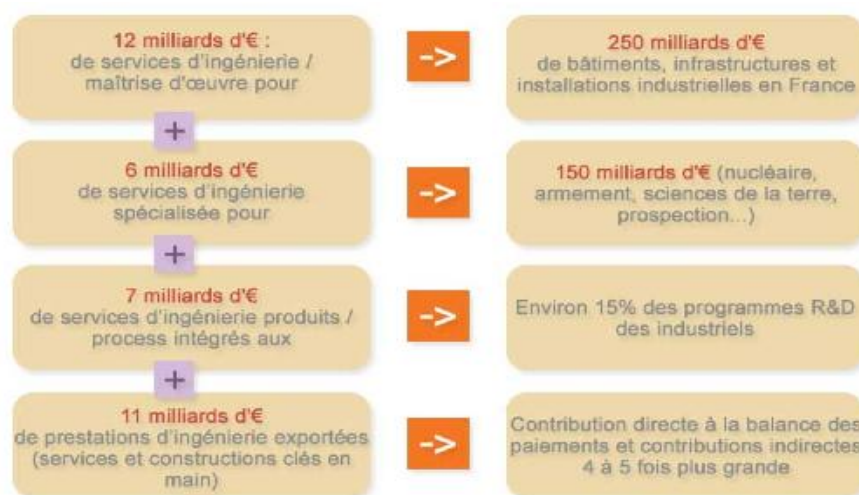 12 milliards d'€ :
de services d'ingénierie /
maîtrise d'œuvre pour
->
250 milliards d'€
de bâtiments, infrastructures et
installations industrielles en France
+
6 milliards d'€
de services d'ingénierie
spécialisée pour
->
150 milliards d'€ (nucléaire,
armement, sciences de la terre,
prospection...)
+
7 milliards d'€
de services d'ingénierie produits /
process intégrés aux
->
Environ 15% des programmes R&D
des industriels
+
11 milliards d'€
de prestations d'ingénierie exportées
(services et constructions clés en
main)
->
Contribution directe à la balance des
paiements et contributions indirectes
4 à 5 fois plus grande